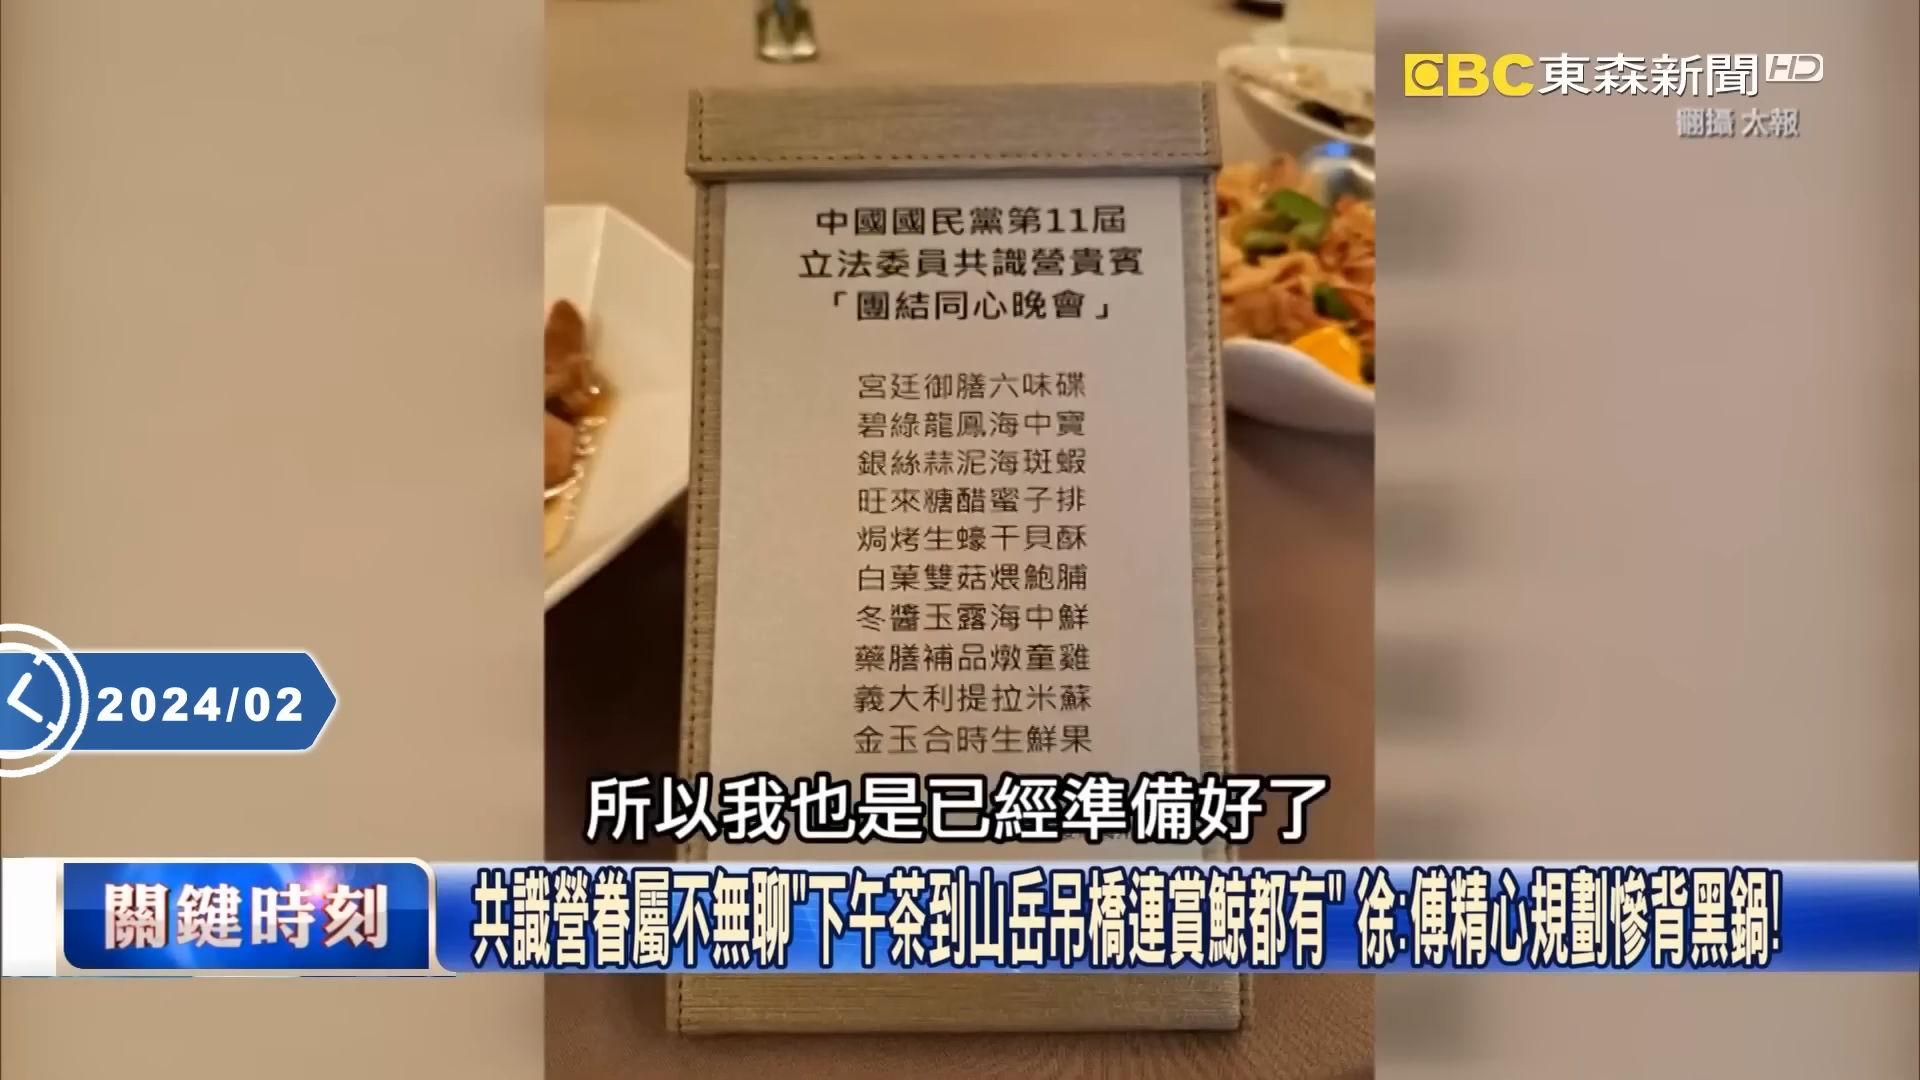 EBC 東森新聞 HD
翻攝 太報
中國國民黨第11屆
立法委員共識營貴賓
「團結同心晚會」
宮廷御膳六味碟
碧綠龍鳳海中寶
銀絲蒜泥海斑蝦
旺來糖醋蜜子排
焗烤生蠔干貝酥
白菓雙菇煨鮑脯
冬醬玉露海中鮮
藥膳補品燉童雞
義大利提拉米蘇
金玉合時生鮮果
2024/02
所以我也是已經準備好了
關鍵時刻
共識營眷屬不無聊"下午茶到山岳吊橋連賞鯨都有" 徐:傅精心規劃慘背黑鍋!